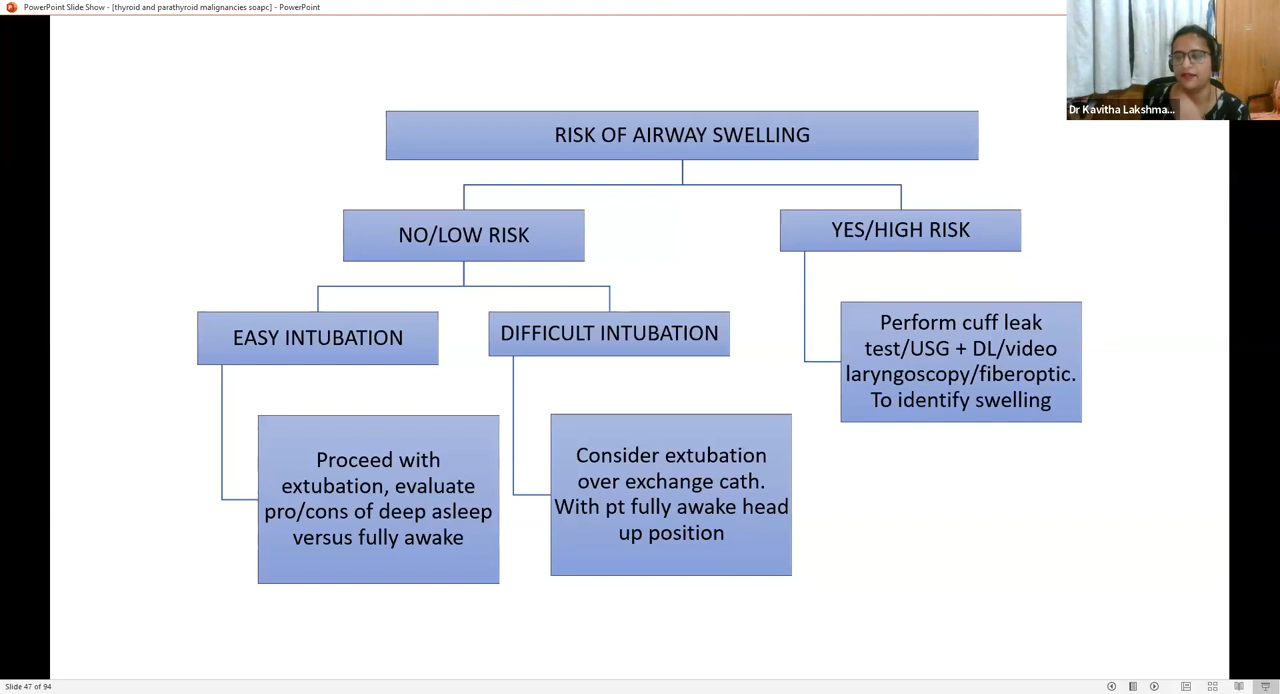 PowerPoint Slide Show - [thyroid and parathyroid malignancies soapc] - PowerPoint
Dr Kavitha Lakshma...
RISK OF AIRWAY SWELLING
NO/LOW RISK
YES/HIGH RISK
EASY INTUBATION
DIFFICULT INTUBATION
Perform cuff leak
test/USG + DL/video
laryngoscopy/fiberoptic.
To identify swelling
Proceed with
extubation, evaluate
pro/cons of deep asleep
versus fully awake
Consider extubation
over exchange cath.
With pt fully awake head
up position
Slide 47 of 94